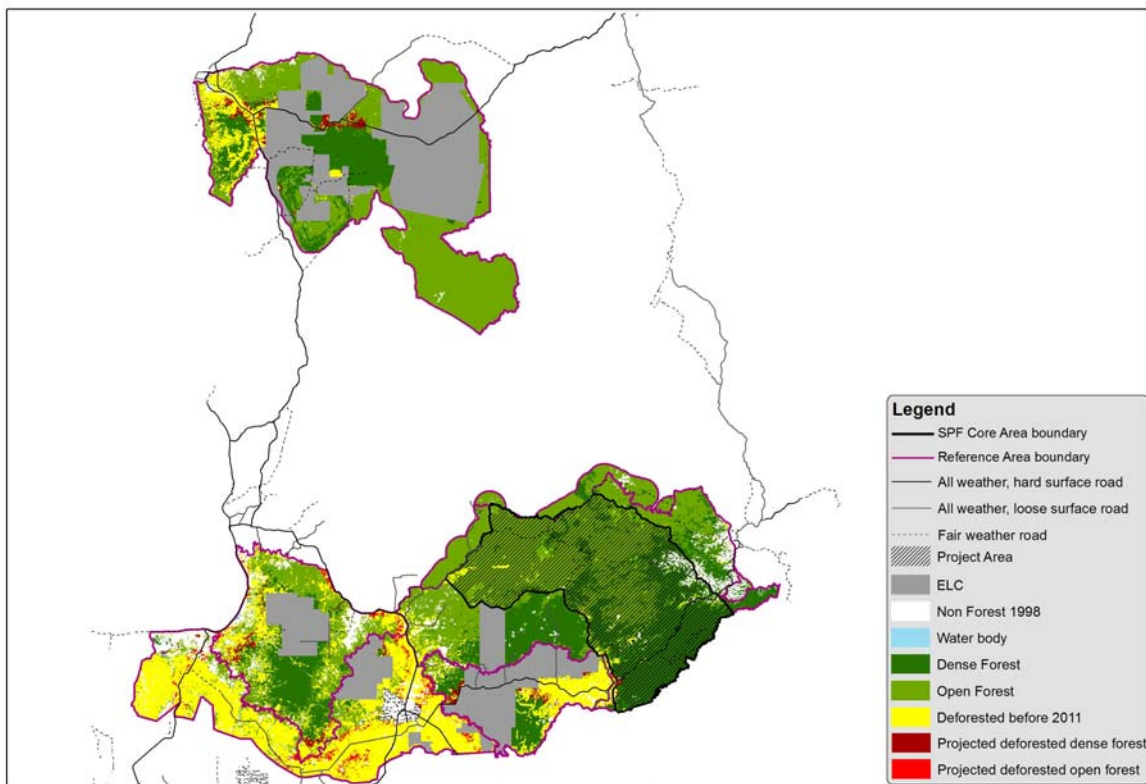 Legend
SPF Core Area boundary
Reference Area boundary
All weather, hard surface road
All weather, loose surface road
Fair weather road
Project Area
ELC
Non Forest 1998
Water body
Dense Forest
Open Forest
Deforested before 2011
Projected deforested dense forest
Projected deforested open forest